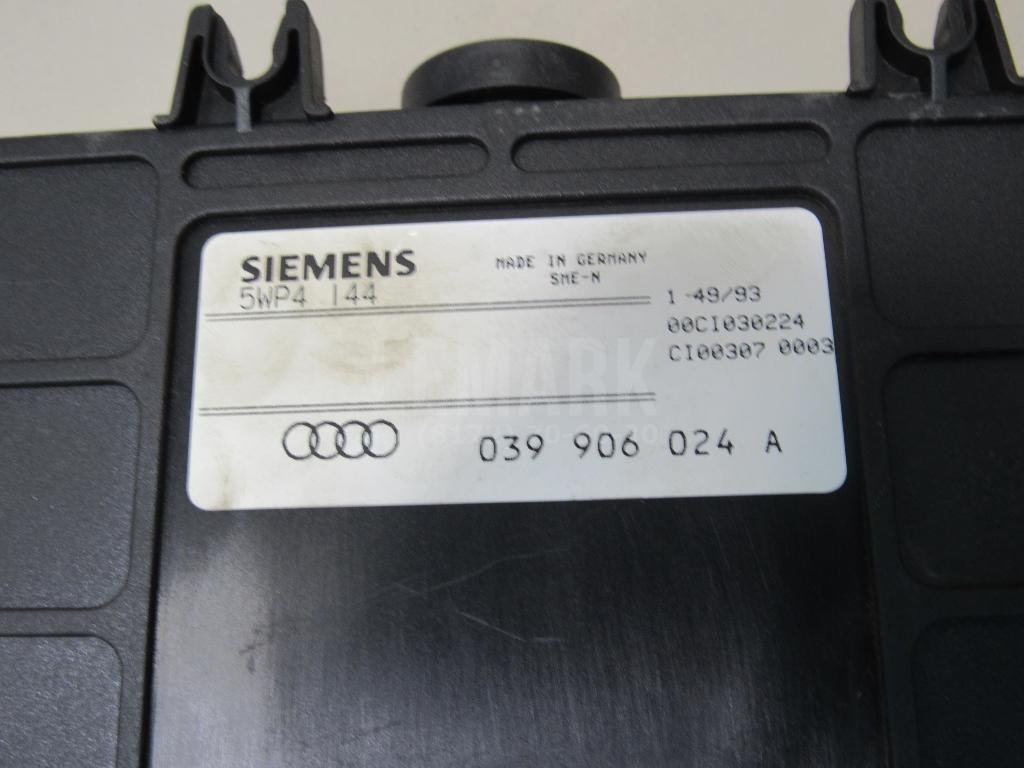 SIEMENS
5WP4 144
MADE IN GERMANY
SME-N
1 49/93
00CI030224
CI00307 0003
039 906 024 A